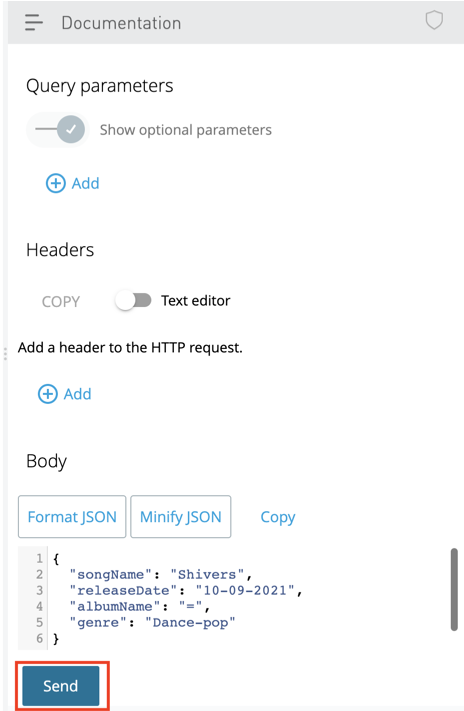 Documentation
Query parameters
Show optional parameters
Add
Headers
COPY Text editor
Add a header to the HTTP request.
Add
Body
Format JSON Minify JSON Copy
1 {
2 "songName": "Shivers",
3 "releaseDate": "10-09-2021",
4 "albumName": "=",
5 "genre": "Dance-pop"
6 }
Send